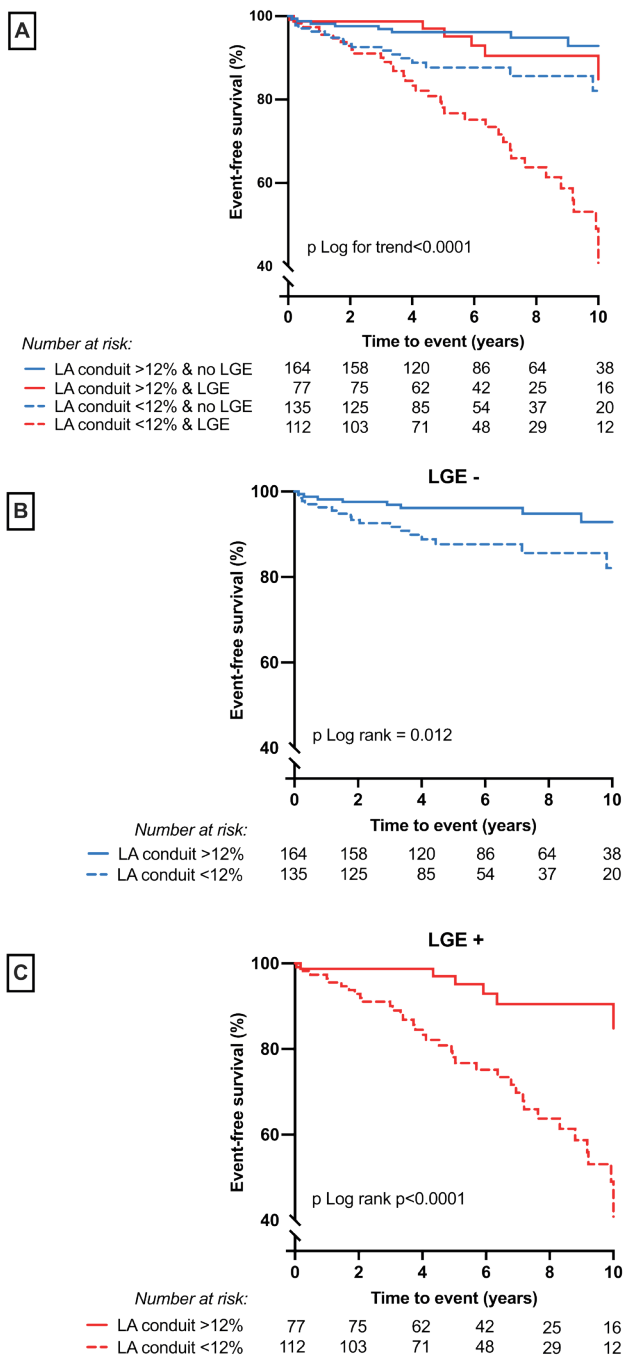 A
Event-free survival (%)
100
80
60
40
p Log for trend<0.0001
0 2 4 6 8 10
Time to event (years)
Number at risk:
LA conduit >12% & no LGE 164 158 120 86 64 38
LA conduit >12% & LGE 77 75 62 42 25 16
LA conduit <12% & no LGE 135 125 85 54 37 20
LA conduit <12% & LGE 112 103 71 48 29 12
B
LGE -
Event-free survival (%)
100
80
60
40
p Log rank = 0.012
0 2 4 6 8 10
Time to event (years)
Number at risk:
LA conduit >12% 164 158 120 86 64 38
LA conduit <12% 135 125 85 54 37 20
C
LGE +
Event-free survival (%)
100
80
60
40
p Log rank p<0.0001
0 2 4 6 8 10
Time to event (years)
Number at risk:
LA conduit >12% 77 75 62 42 25 16
LA conduit <12% 112 103 71 48 29 12